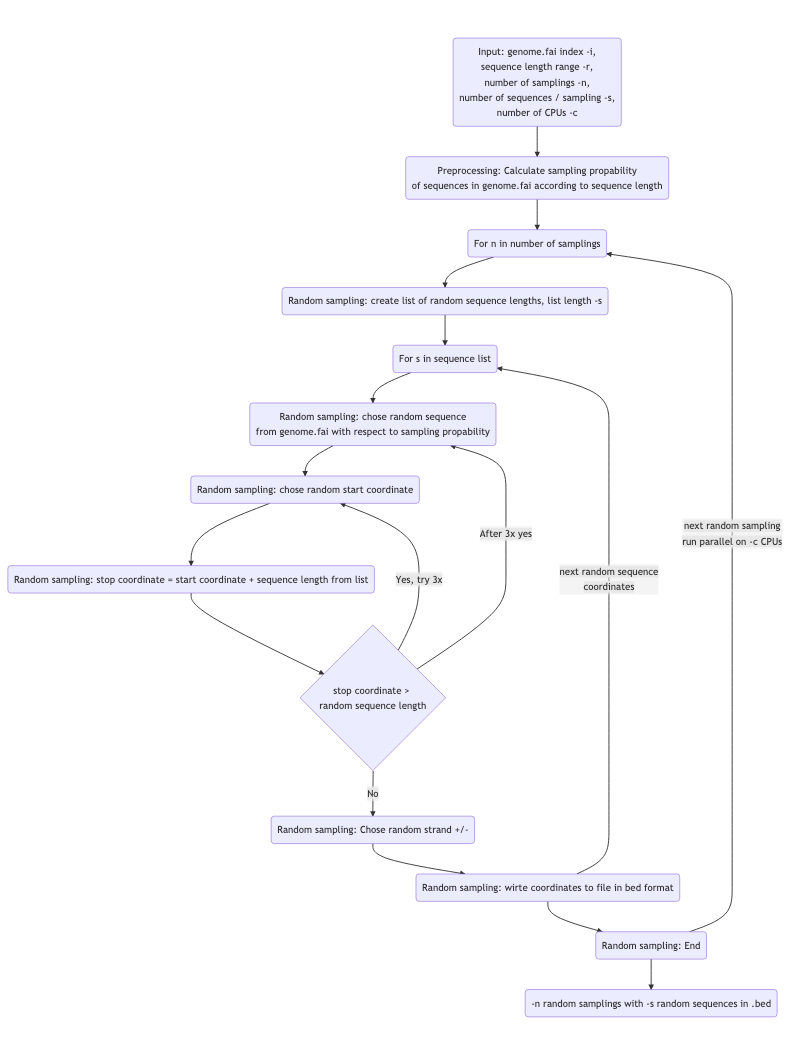 Input: genome.fai index -i,
sequence length range -r,
number of samplings -n,
number of sequences / sampling -s,
number of CPUs -c
Preprocessing: Calculate sampling propability
of sequences in genome.fai according to sequence length
For n in number of samplings
Random sampling: create list of random sequence lengths, list length -s
For s in sequence list
Random sampling: chose random sequence
from genome.fai with respect to sampling propability
Random sampling: chose random start coordinate
After 3x yes
next random sampling
run parallel on -c CPUs
Random sampling: stop coordinate = start coordinate + sequence length from list
Yes, try 3x
next random sequence
coordinates
stop coordinate >
random sequence length
No
Random sampling: Chose random strand +/-
Random sampling: wirte coordinates to file in bed format
Random sampling: End
-n random samplings with -s random sequences in .bed